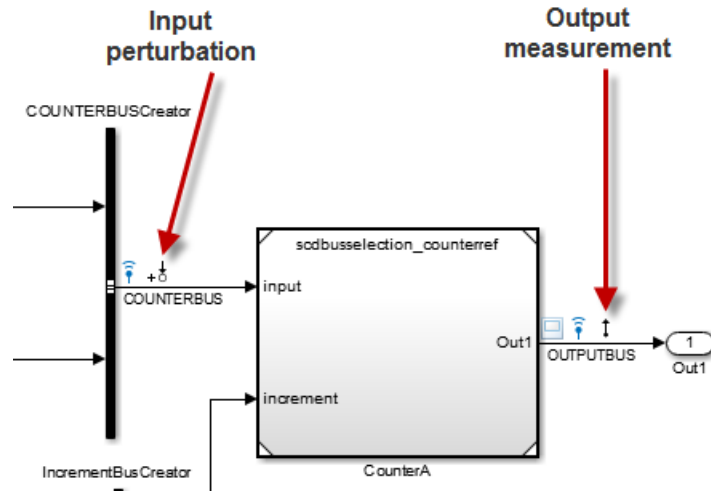 Input
perturbation
Output
measurement
COUNTERBUSCreator
scdbusselection_counterref
COUNTERBUS
input
Out1
OUTPUTBUS
1
Out1
increment
IncrementBusCreator
CounterA